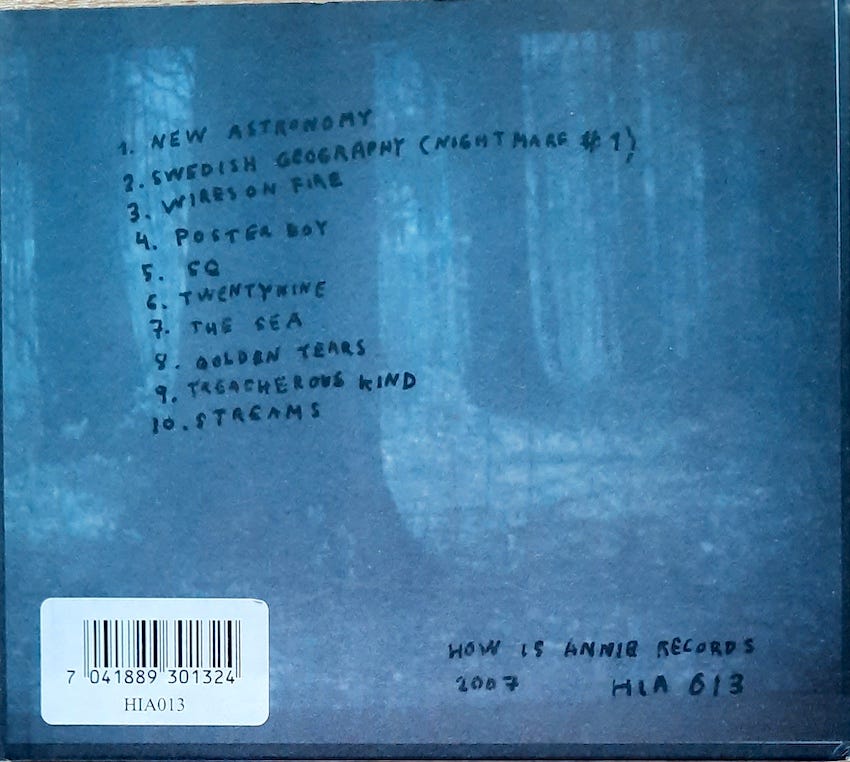 1. NEW ASTRONOMY
2. SWEDISH GEOGRAPHY (NIGHTMARE #1)
3. WIRES ON FIRE
4. POSTER BOY
5. SQ
6. TWENTYNINE
7. THE SEA
8. GOLDEN TEARS
9. TREACHEROUS KIND
10. STREAMS
HOW IS ANNIE RECORDS
2007 HIA 013
7 041889 301324
HIA013